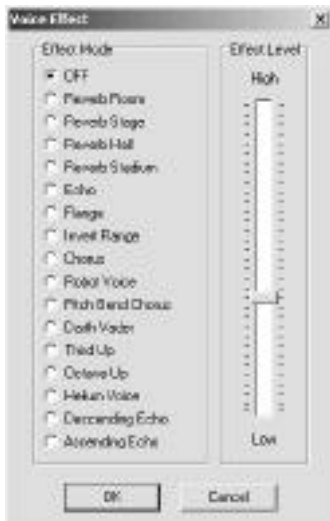 Voice Effect
Effect Mode
Effect Level
OFF
High
Reverb Room
Reverb Stage
Reverb Hall
Reverb Stadium
Echo
Flange
Invert Flange
Chorus
Robot Voice
Pitch Bend Chorus
Darth Vader
Third Up
Octave Up
Helium Voice
Descending Echo
Ascending Echo
Low
OK
Cancel